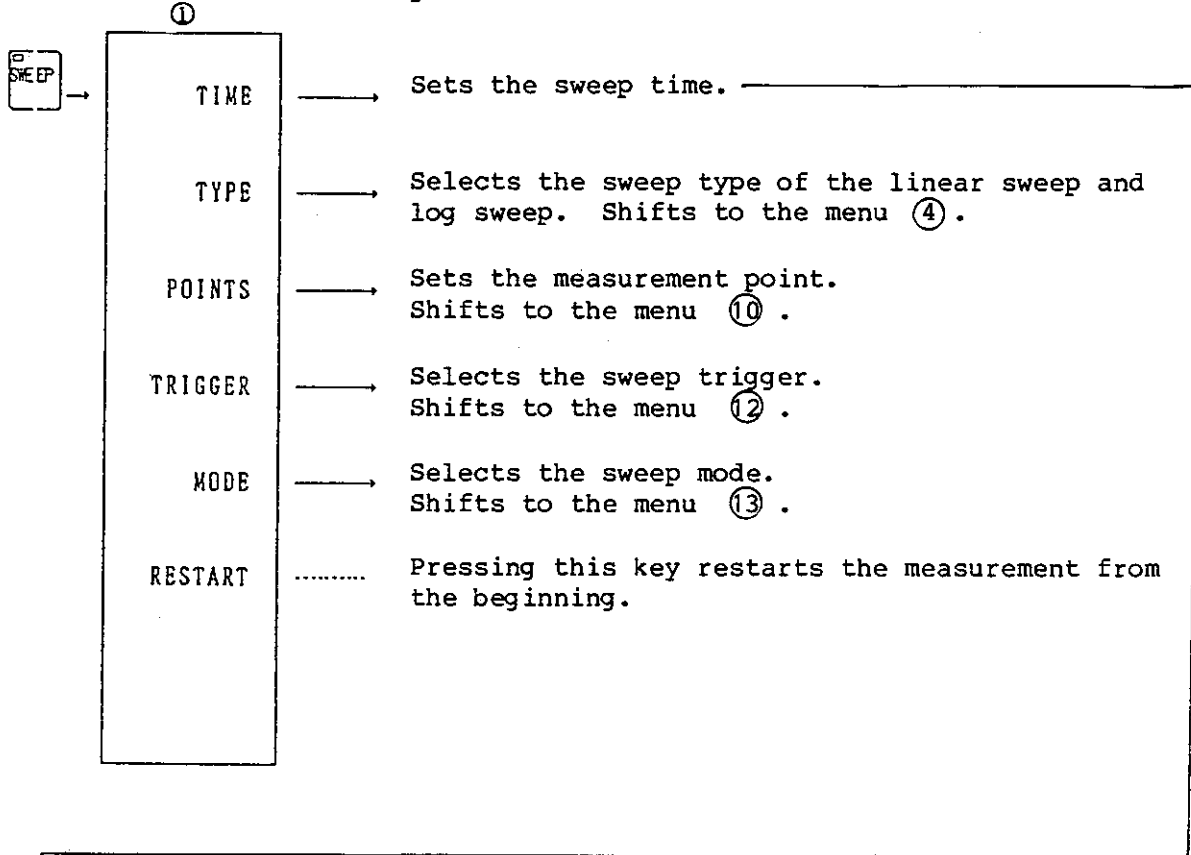 ①
SWEEP
TIME Sets the sweep time.
TYPE Selects the sweep type of the linear sweep and
log sweep. Shifts to the menu ④.
POINTS Sets the measurement point.
Shifts to the menu ⑩ .
TRIGGER Selects the sweep trigger.
Shifts to the menu ⑫ .
MODE Selects the sweep mode.
Shifts to the menu ⑬ .
RESTART .......... Pressing this key restarts the measurement from
the beginning.